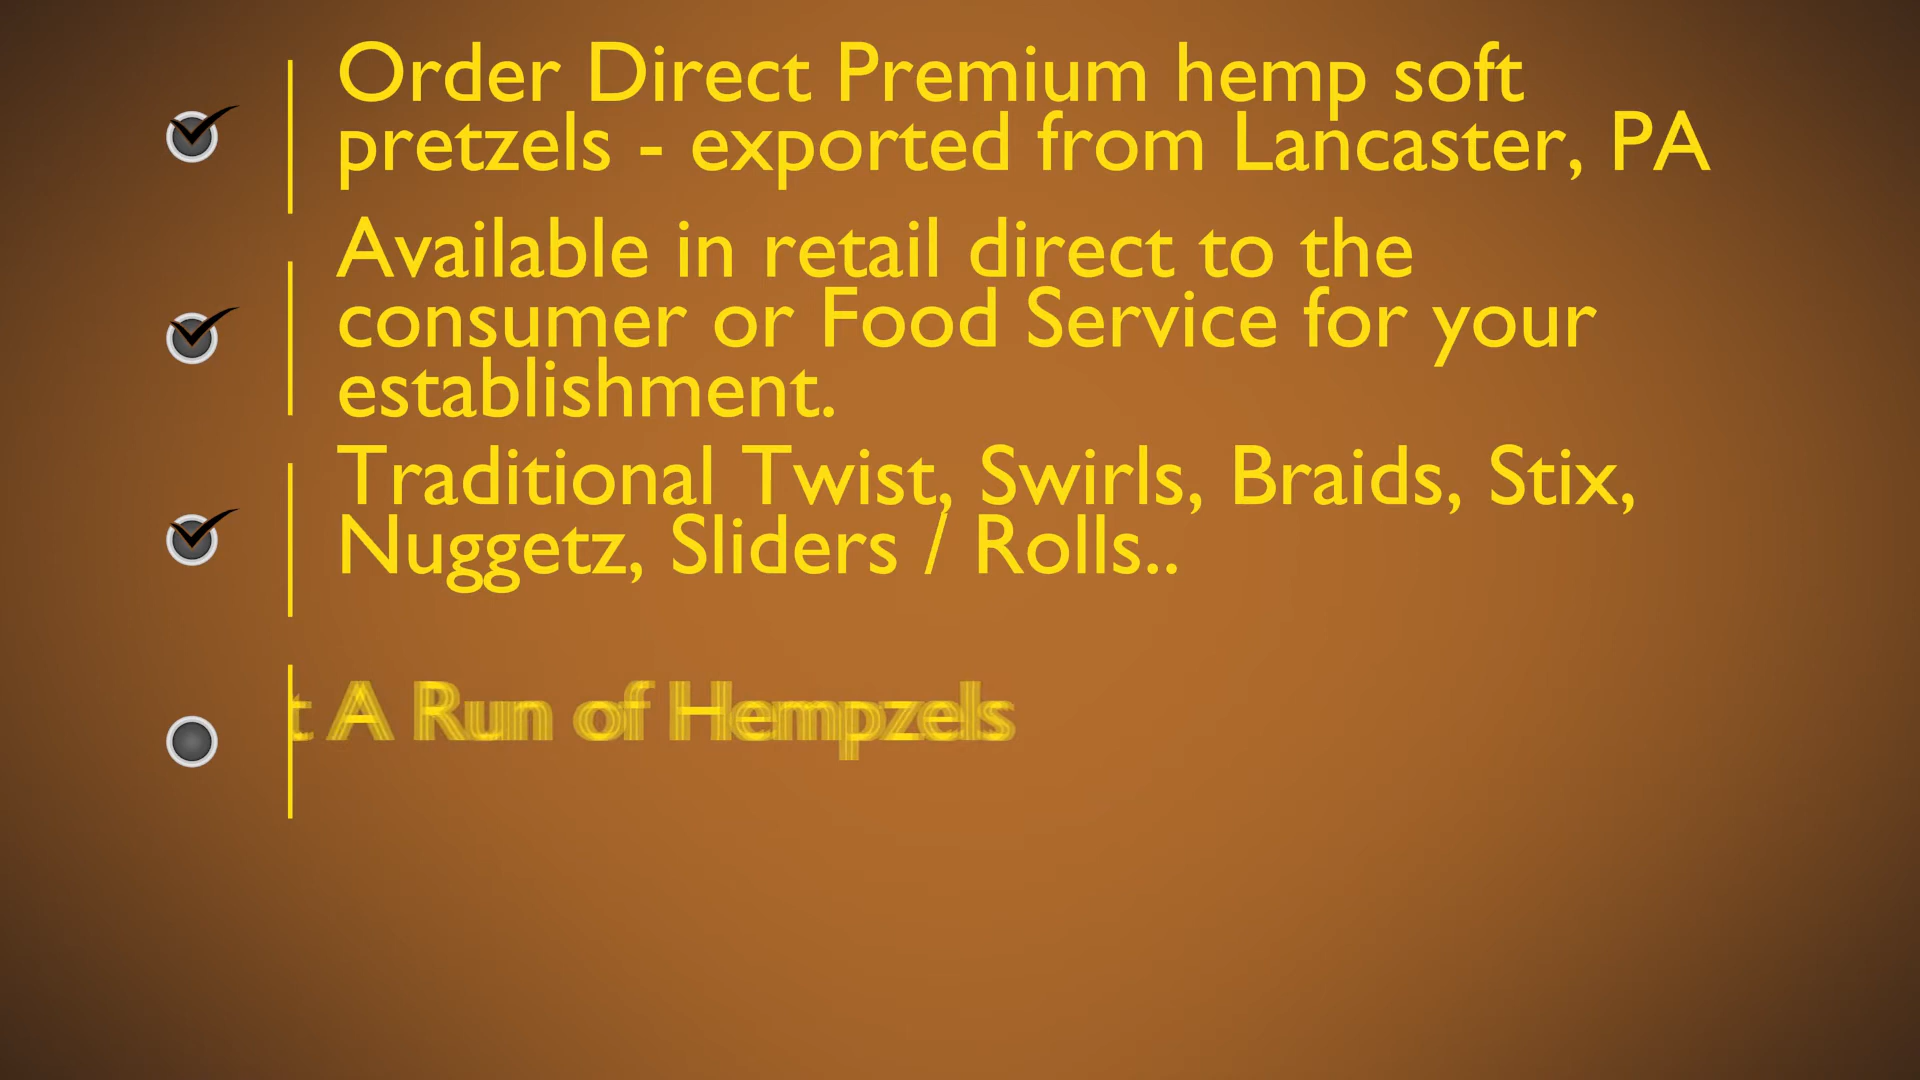 Order Direct Premium hemp soft
pretzels - exported from Lancaster, PA
Available in retail direct to the
consumer or Food Service for your
establishment.
Traditional Twist, Swirls, Braids, Stix,
Nuggetz, Sliders / Rolls..
A Run of Hempzels